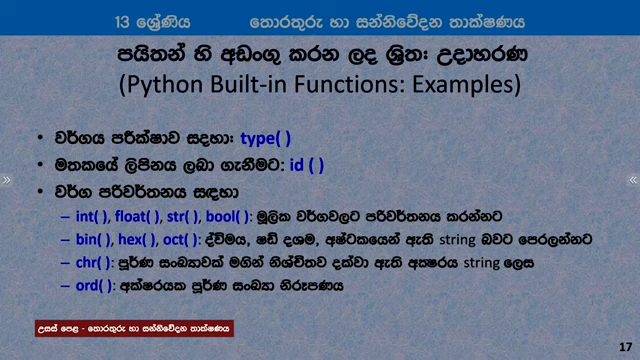 13 ශ්‍රේණිය තොරතුරු හා සන්නිවේදන තාක්ෂණය
පයිතන් හි අඩංගු කරන ලද ශ්‍රිත: උදාහරණ
(Python Built-in Functions: Examples)
• වර්ගය පරීක්ෂාව සඳහා: type( )
• මතකයේ ලිපිනය ලබා ගැනීමට: id ( )
• වර්ග පරිවර්තනය සඳහා
– int( ), float( ), str( ), bool( ): මූලික වර්ගවලට පරිවර්තනය කරන්නට
– bin( ), hex( ), oct( ): ද්විමය, ෂඩ් දශම, අෂ්ටකයෙන් ඇති string බවට පෙරලන්නට
– chr( ): පූර්ණ සංඛ්‍යාවක් මගින් නිශ්චිතව දක්වා ඇති අක්‍ෂරය string ලෙස
– ord( ): අක්ෂරයක පූර්ණ සංඛ්‍යා නිරූපණය
උසස් පෙළ - තොරතුරු හා සන්නිවේදන තාක්ෂණය
17